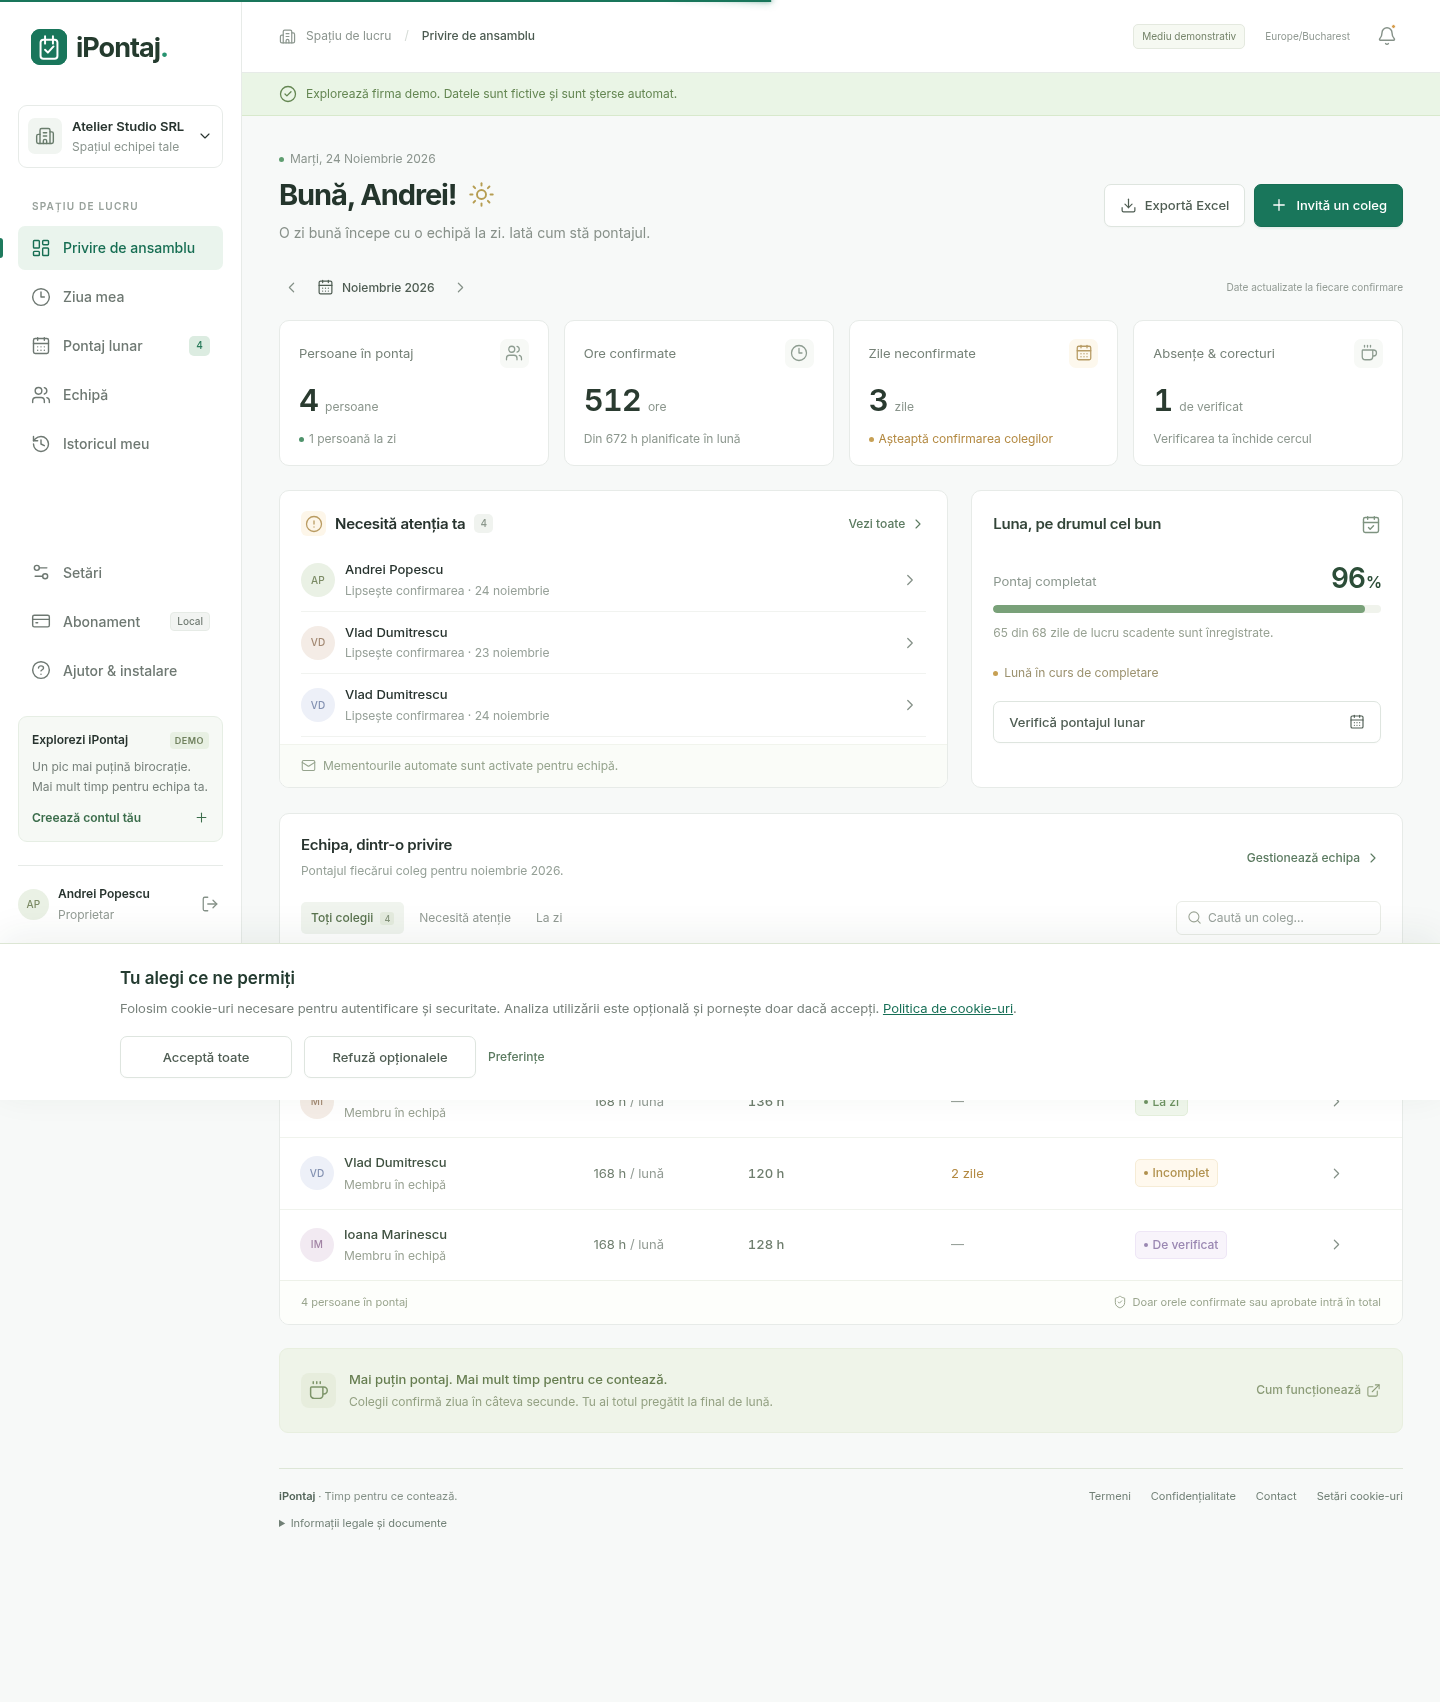 iPontaj.
Atelier Studio SRL
Spațiul echipei tale
SPAȚIU DE LUCRU
Privire de ansamblu
Ziua mea
Pontaj lunar 4
Echipă
Istoricul meu
Setări
Abonament Local
Ajutor & instalare
Explorezi iPontaj DEMO
Un pic mai puțină birocrație.
Mai mult timp pentru echipa ta.
Creează contul tău
AP Andrei Popescu
Proprietar
Spațiu de lucru / Privire de ansamblu
Mediu demonstrativ Europe/Bucharest
Explorează firma demo. Datele sunt fictive și sunt șterse automat.
Marți, 24 Noiembrie 2026
Bună, Andrei!
O zi bună începe cu o echipă la zi. Iată cum stă pontajul.
Exportă Excel Invită un coleg
Noiembrie 2026
Date actualizate la fiecare confirmare
Persoane în pontaj
4 persoane
1 persoană la zi
Ore confirmate
512 ore
Din 672 h planificate în lună
Zile neconfirmate
3 zile
Așteaptă confirmarea colegilor
Absențe & corecturi
1 de verificat
Verificarea ta închide cercul
Necesită atenția ta 4 Vezi toate
AP Andrei Popescu
Lipsește confirmarea · 24 noiembrie
VD Vlad Dumitrescu
Lipsește confirmarea · 23 noiembrie
VD Vlad Dumitrescu
Lipsește confirmarea · 24 noiembrie
Mementourile automate sunt activate pentru echipă.
Luna, pe drumul cel bun
Pontaj completat 96%
65 din 68 zile de lucru scadente sunt înregistrate.
Lună în curs de completare
Verifică pontajul lunar
Echipa, dintr-o privire
Pontajul fiecărui coleg pentru noiembrie 2026.
Gestionează echipa
Toți colegii 4 Necesită atenție La zi Caută un coleg...
Tu alegi ce ne permiți
Folosim cookie-uri necesare pentru autentificare și securitate. Analiza utilizării este opțională și pornește doar dacă accepți. Politica de cookie-uri.
Acceptă toate Refuză opționalele Preferințe
MI 168 h / lună 136 h — La zi
Membru în echipă
VD Vlad Dumitrescu 168 h / lună 120 h 2 zile Incomplet
Membru în echipă
IM Ioana Marinescu 168 h / lună 128 h — De verificat
Membru în echipă
4 persoane în pontaj Doar orele confirmate sau aprobate intră în total
Mai puțin pontaj. Mai mult timp pentru ce contează.
Colegii confirmă ziua în câteva secunde. Tu ai totul pregătit la final de lună.
Cum funcționează
iPontaj · Timp pentru ce contează. Termeni Confidențialitate Contact Setări cookie-uri
Informații legale și documente